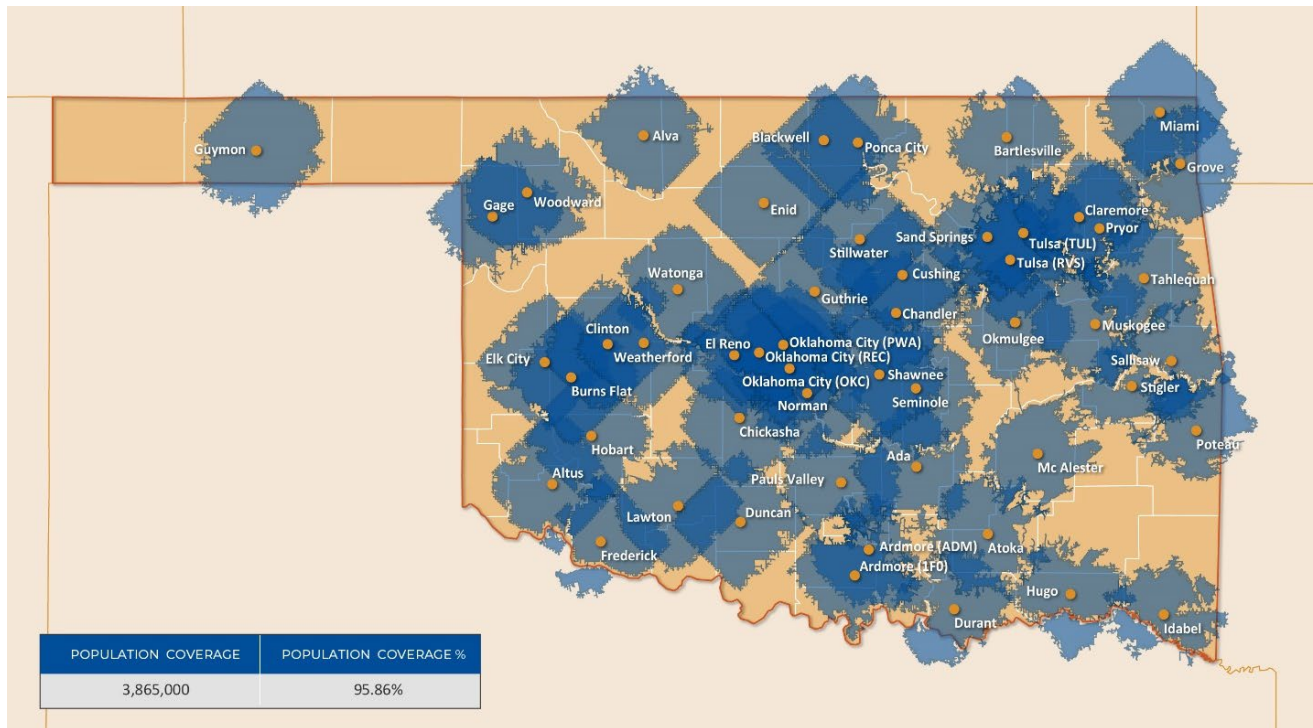 Miami
Alva
Blackwell
Ponca City
Bartlesville
Guymon
Grove
Woodward
Gage
Enid
Claremore
Pryor
Sand Springs
Tulsa (TUL)
Stillwater
Tulsa (RVS)
Watonga
Cushing
Tahlequah
Guthrie
Chandler
Muskogee
Okmulgee
Clinton
Weatherford
El Reno
Oklahoma City (PWA)
Oklahoma City (REC)
Elk City
Sallisaw
Burns Flat
Oklahoma City (OKC)
Shawnee
Stigler
Norman
Seminole
Chickasha
Poteau
Hobart
Ada
Mc Alester
Altus
Pauls Valley
Lawton
Duncan
Frederick
Ardmore (ADM)
Atoka
Ardmore (1F0)
Hugo
Durant
Idabel
POPULATION COVERAGE
POPULATION COVERAGE %
3,865,000
95.86%